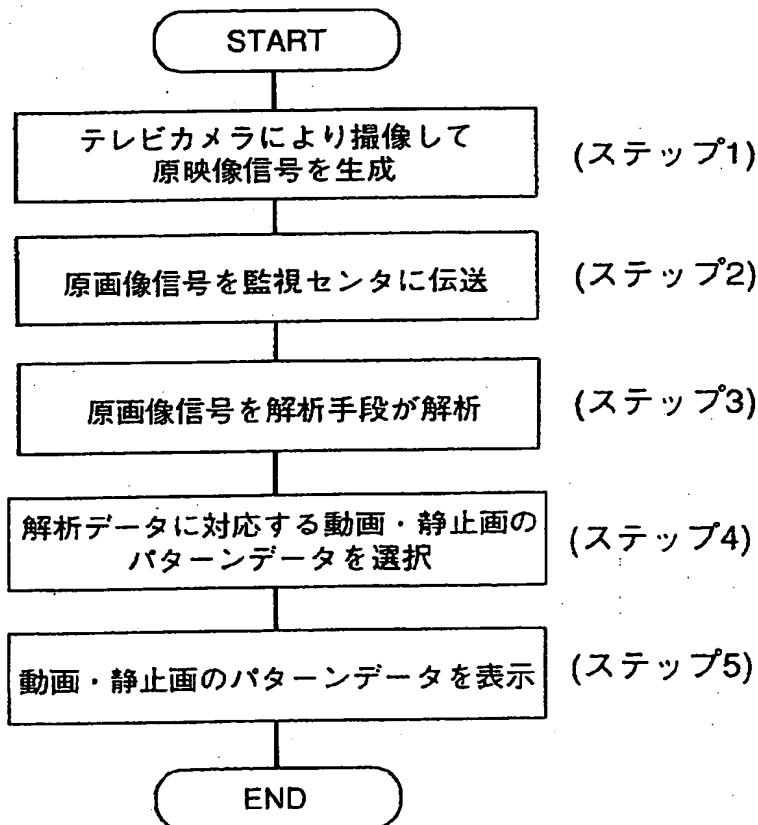 START
テレビカメラにより撮像して
原映像信号を生成
(ステップ1)
原画像信号を監視センタに伝送
(ステップ2)
原画像信号を解析手段が解析
(ステップ3)
解析データに対応する動画・静止画の
パターンデータを選択
(ステップ4)
動画・静止画のパターンデータを表示
(ステップ5)
END